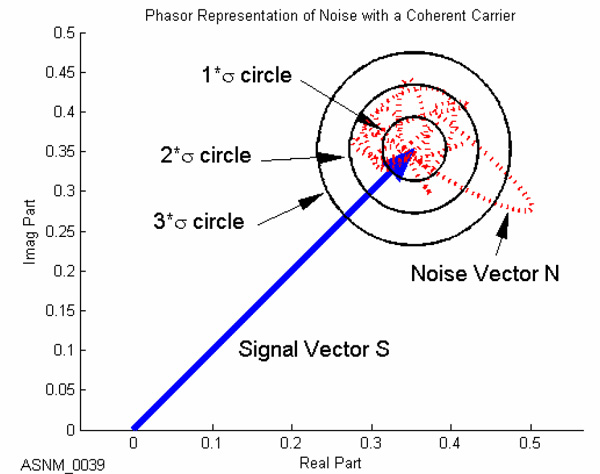 Phasor Representation of Noise with a Coherent Carrier
0.5
0.45
0.4
0.35
0.3
0.25
0.2
0.15
0.1
0.05
0
Imag Part
1*σ circle
2*σ circle
3*σ circle
Noise Vector N
Signal Vector S
0 0.1 0.2 0.3 0.4 0.5
Real Part
ASNM_0039